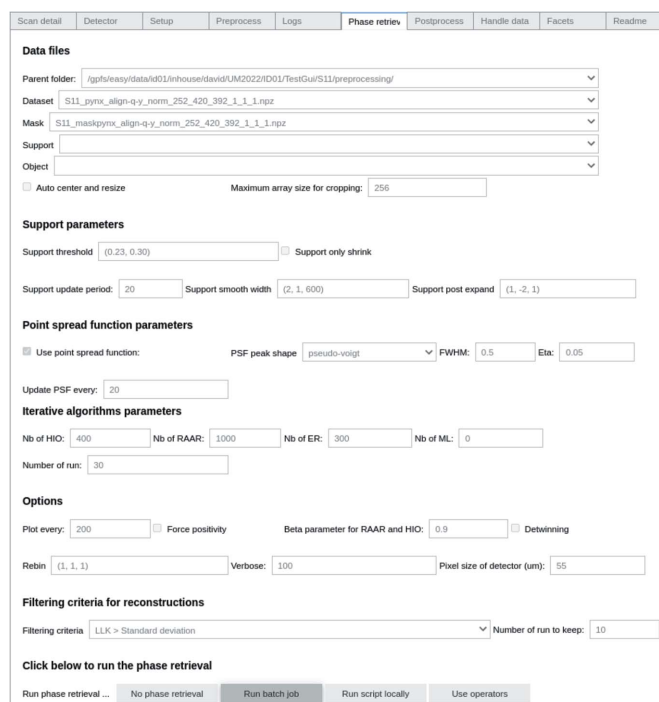 Scan detail Detector Setup Preprocess Logs Phase retriev Postprocess Handle data Facets Readme
Data files
Parent folder: /gpfs/easy/data/id01/inhouse/david/UM2022/ID01/TestGui/S11/preprocessing/
Dataset S11_pynx_align-q-y_norm_252_420_392_1_1_1.npz
Mask S11_maskpynx_align-q-y_norm_252_420_392_1_1_1.npz
Support
Object
Auto center and resize Maximum array size for cropping: 256
Support parameters
Support threshold (0.23, 0.30) Support only shrink
Support update period: 20 Support smooth width (2, 1, 600) Support post expand (1, -2, 1)
Point spread function parameters
Use point spread function: PSF peak shape pseudo-voigt FWHM: 0.5 Eta: 0.05
Update PSF every: 20
Iterative algorithms parameters
Nb of HIO: 400 Nb of RAAR: 1000 Nb of ER: 300 Nb of ML: 0
Number of run: 30
Options
Plot every: 200 Force positivity Beta parameter for RAAR and HIO: 0.9 Detwinning
Rebin (1, 1, 1) Verbose: 100 Pixel size of detector (um): 55
Filtering criteria for reconstructions
Filtering criteria LLK > Standard deviation Number of run to keep: 10
Click below to run the phase retrieval
Run phase retrieval ... No phase retrieval Run batch job Run script locally Use operators